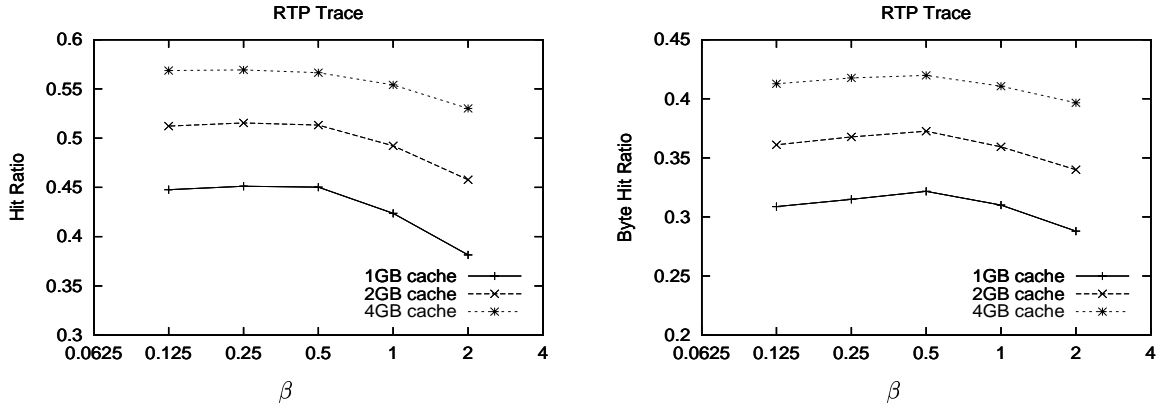 RTP Trace
Hit Ratio
0.6
0.55
0.5
0.45
0.4
0.35
0.3
1GB cache
2GB cache
4GB cache
0.0625 0.125 0.25 0.5 1 2 4
β
RTP Trace
Byte Hit Ratio
0.45
0.4
0.35
0.3
0.25
0.2
1GB cache
2GB cache
4GB cache
0.0625 0.125 0.25 0.5 1 2 4
β